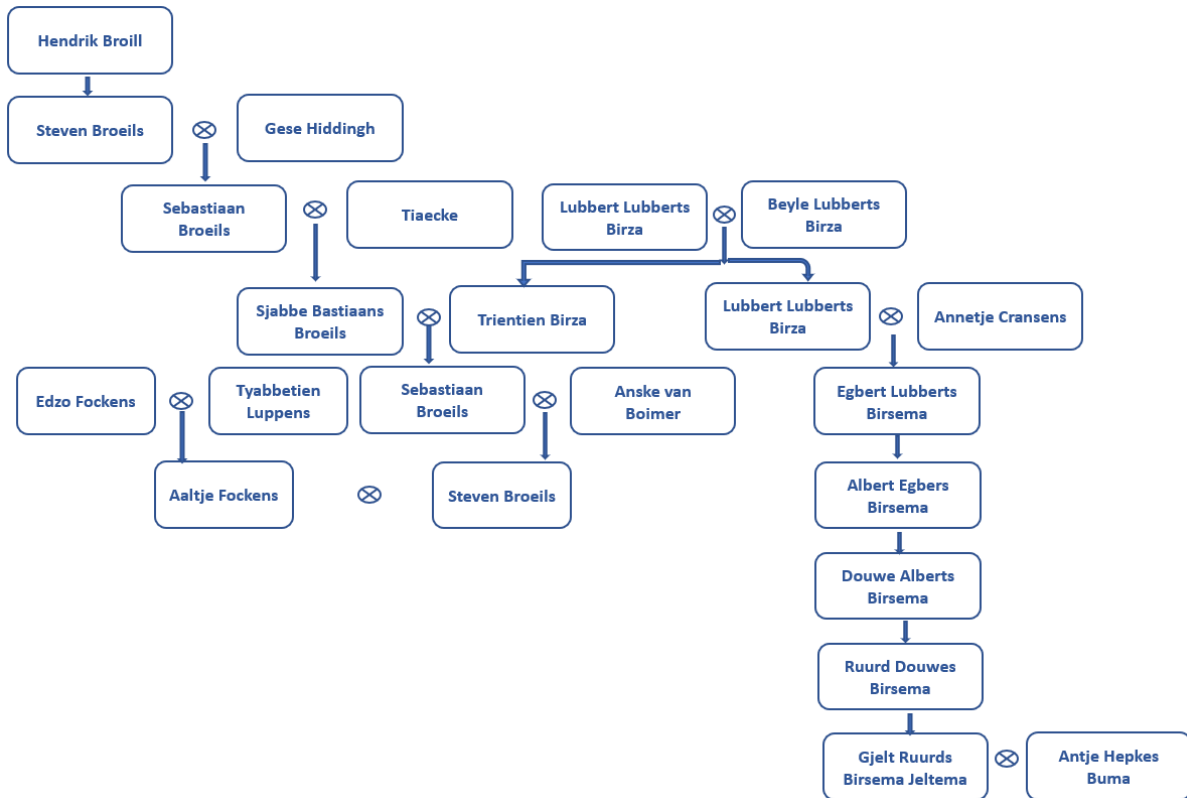 Hendrik Broill
Steven Broeils
Gese Hiddingh
Sebastiaan
Broeils
Tiaecke
Lubbert Lubberts
Birza
Beyle Lubberts
Birza
Sjabbe Bastiaans
Broeils
Trientien Birza
Lubbert Lubberts
Birza
Annetje Cransens
Edzo Fockens
Tyabbetien
Luppens
Sebastiaan
Broeils
Anske van
Boimer
Egbert Lubberts
Birsema
Aaltje Fockens
Steven Broeils
Albert Egbers
Birsema
Douwe Alberts
Birsema
Ruurd Douwes
Birsema
Gjelt Ruurds
Birsema Jeltema
Antje Hepkes
Buma